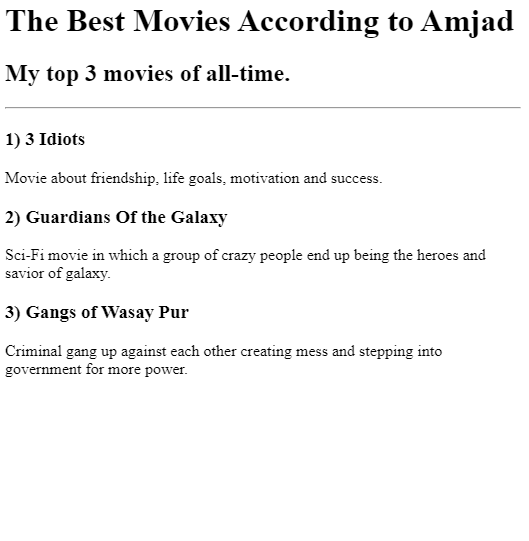 The Best Movies According to Amjad
My top 3 movies of all-time.
1) 3 Idiots
Movie about friendship, life goals, motivation and success.
2) Guardians Of the Galaxy
Sci-Fi movie in which a group of crazy people end up being the heroes and
savior of galaxy.
3) Gangs of Wasay Pur
Criminal gang up against each other creating mess and stepping into
government for more power.